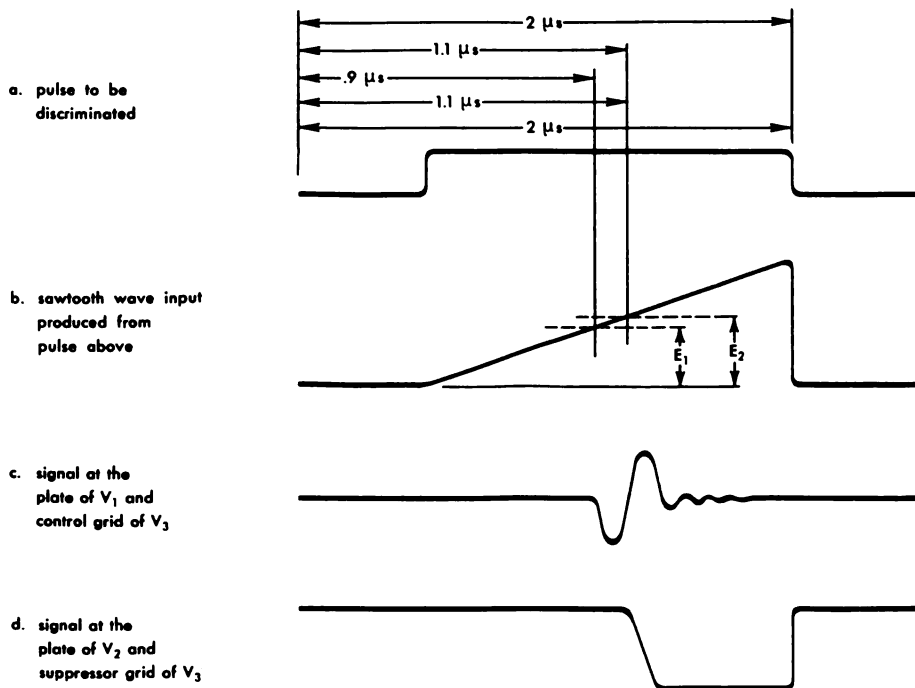 2 μs
1.1 μs
.9 μs
1.1 μs
2 μs
a. pulse to be
discriminated
b. sawtooth wave input
produced from
pulse above
E₁
E₂
c. signal at the
plate of V₁ and
control grid of V₃
d. signal at the
plate of V₂ and
suppressor grid of V₃